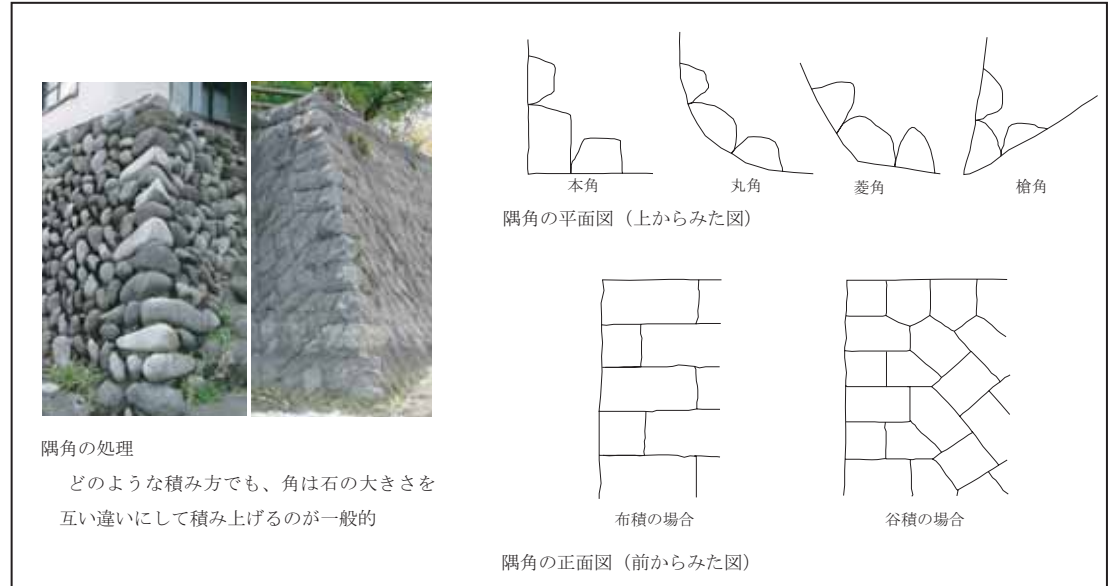 本角
丸角
菱角
槍角
隅角の平面図（上からみた図）
隅角の処理
どのような積み方でも、角は石の大きさを
互い違いにして積み上げるのが一般的
布積の場合
谷積の場合
隅角の正面図（前からみた図）